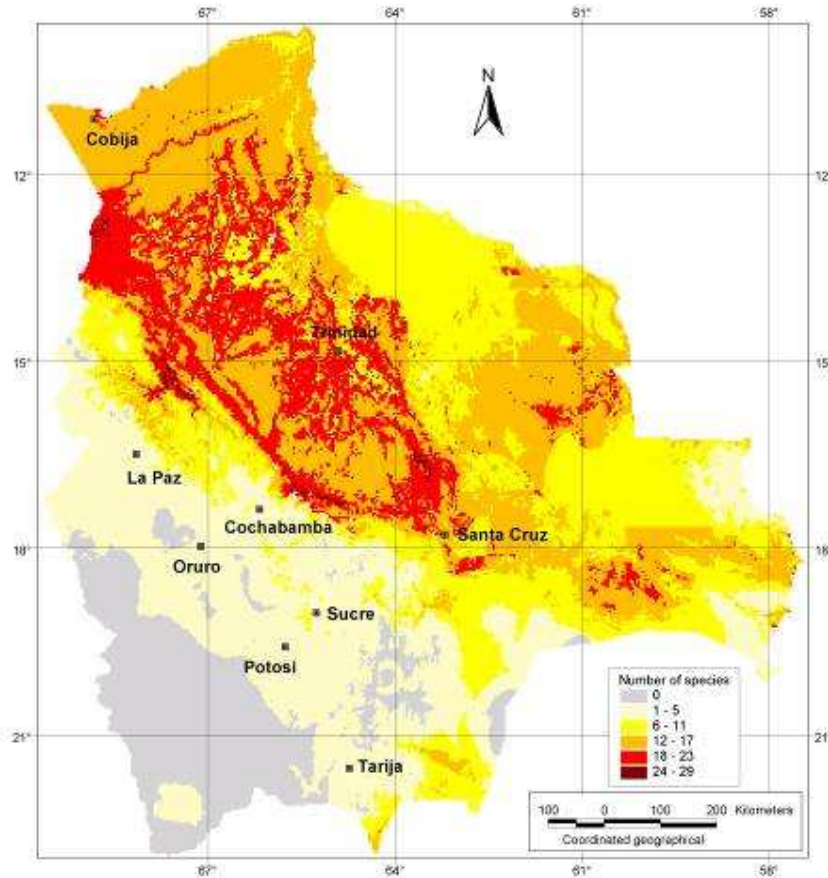 67° 64° 61° 58°
N
Cobija
12° 12°
Trinidad
15° 15°
La Paz
Cochabamba
Santa Cruz
18° 18°
Oruro
Sucre
Potosi
Number of species
0
1 - 5
6 - 11
12 - 17
18 - 23
24 - 29
21° 21°
Tarija
100 0 100 200 Kilometers
Coordinated geographical
67° 64° 61° 58°